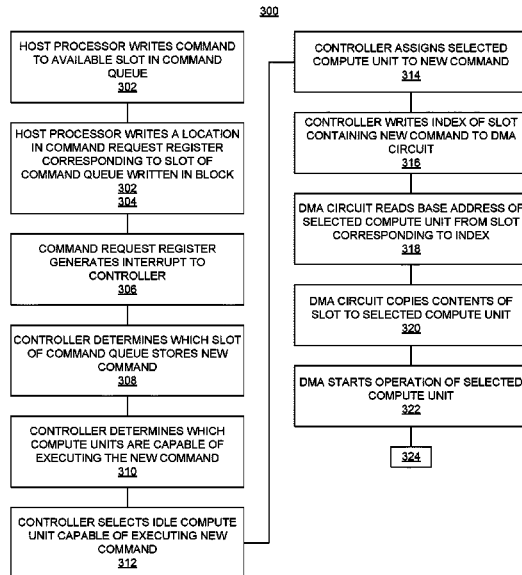 300
HOST PROCESSOR WRITES COMMAND
TO AVAILABLE SLOT IN COMMAND
QUEUE
302
HOST PROCESSOR WRITES A LOCATION
IN COMMAND REQUEST REGISTER
CORRESPONDING TO SLOT OF
COMMAND QUEUE WRITTEN IN BLOCK
302
304
COMMAND REQUEST REGISTER
GENERATES INTERRUPT TO
CONTROLLER
306
CONTROLLER DETERMINES WHICH SLOT
OF COMMAND QUEUE STORES NEW
COMMAND
308
CONTROLLER DETERMINES WHICH
COMPUTE UNITS ARE CAPABLE OF
EXECUTING THE NEW COMMAND
310
CONTROLLER SELECTS IDLE COMPUTE
UNIT CAPABLE OF EXECUTING NEW
COMMAND
312
CONTROLLER ASSIGNS SELECTED
COMPUTE UNIT TO NEW COMMAND
314
CONTROLLER WRITES INDEX OF SLOT
CONTAINING NEW COMMAND TO DMA
CIRCUIT
316
DMA CIRCUIT READS BASE ADDRESS OF
SELECTED COMPUTE UNIT FROM SLOT
CORRESPONDING TO INDEX
318
DMA CIRCUIT COPIES CONTENTS OF
SLOT TO SELECTED COMPUTE UNIT
320
DMA STARTS OPERATION OF SELECTED
COMPUTE UNIT
322
324